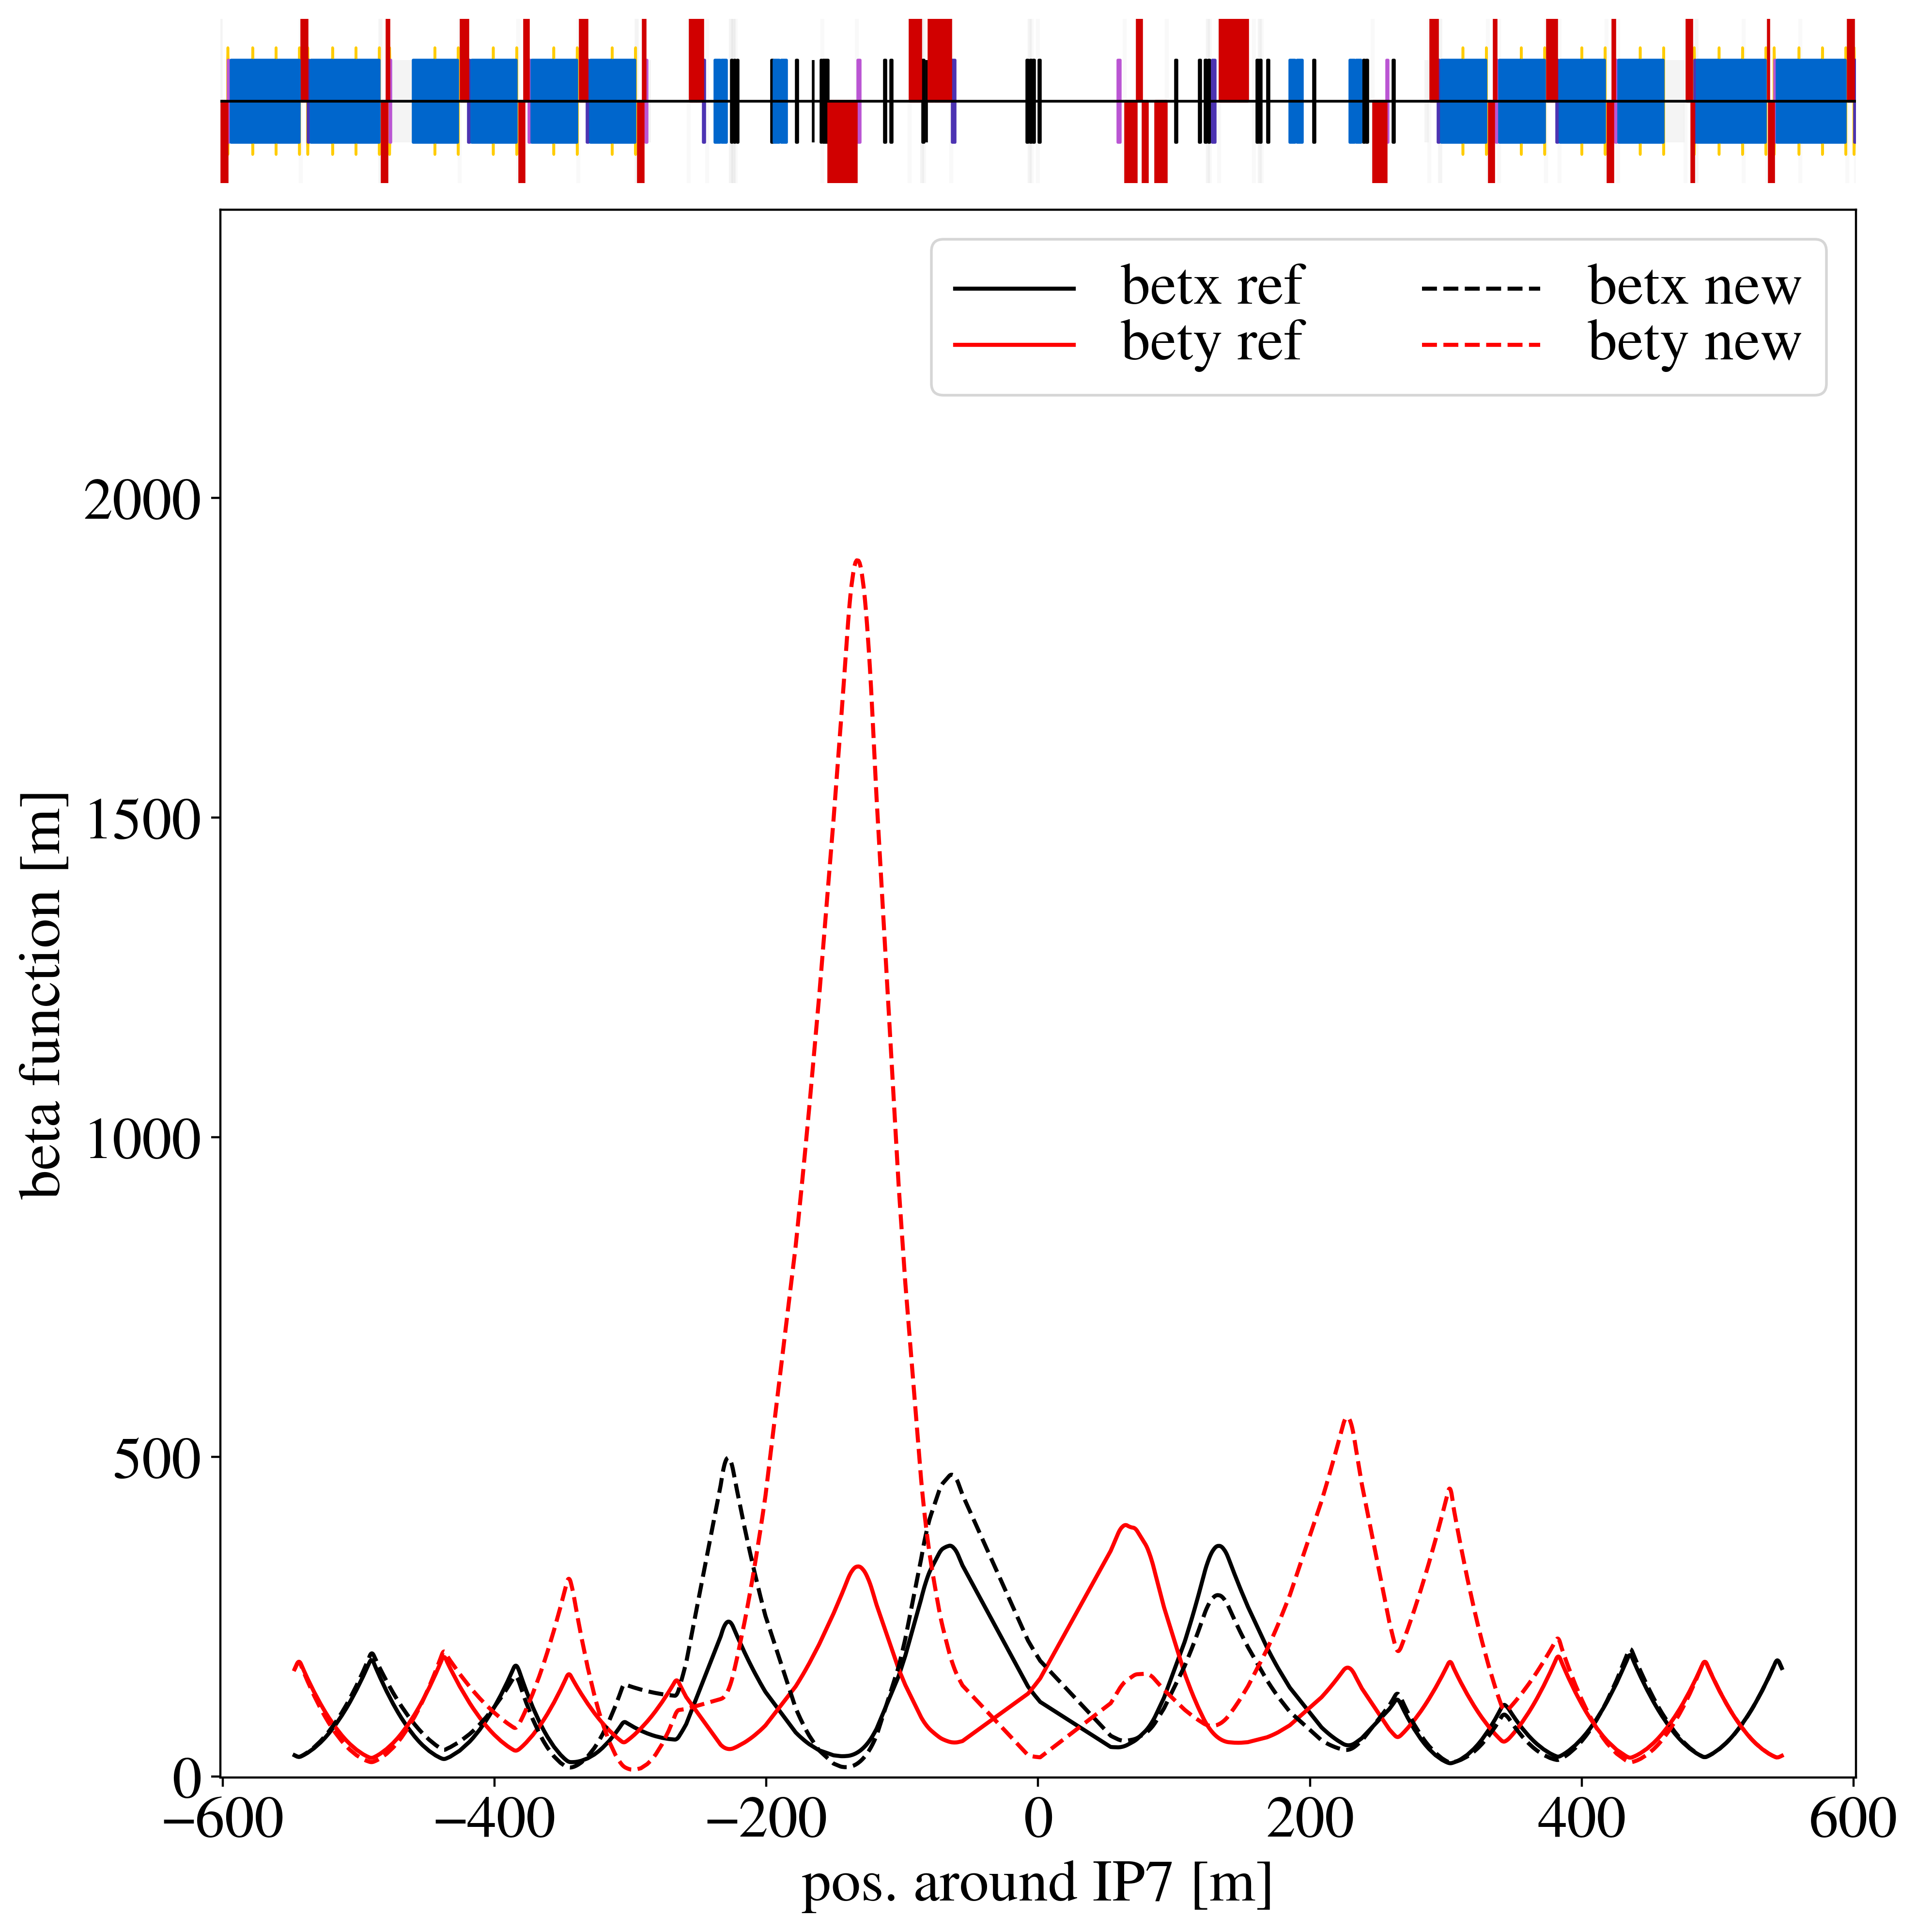 betx ref
bety ref
betx new
bety new
2000
1500
1000
500
0
beta function [m]
−600
−400
−200
0
200
400
600
pos. around IP7 [m]